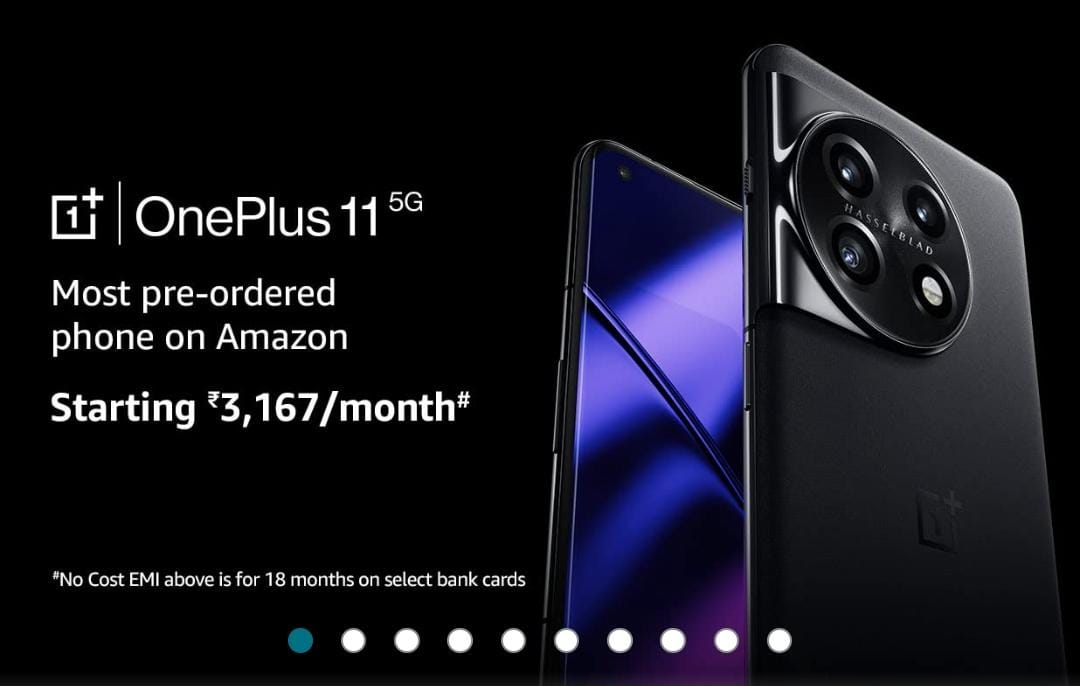 OnePlus 11 5G
Most pre-ordered
phone on Amazon
Starting ₹3,167/month#
#No Cost EMI above is for 18 months on select bank cards
HASSELBLAD